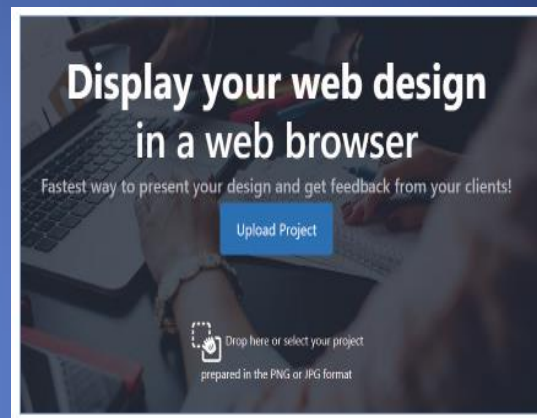 Display your web design
in a web browser
Fastest way to present your design and get feedback from your clients!
Upload Project
Drop here or select your project
prepared in the PNG or JPG format